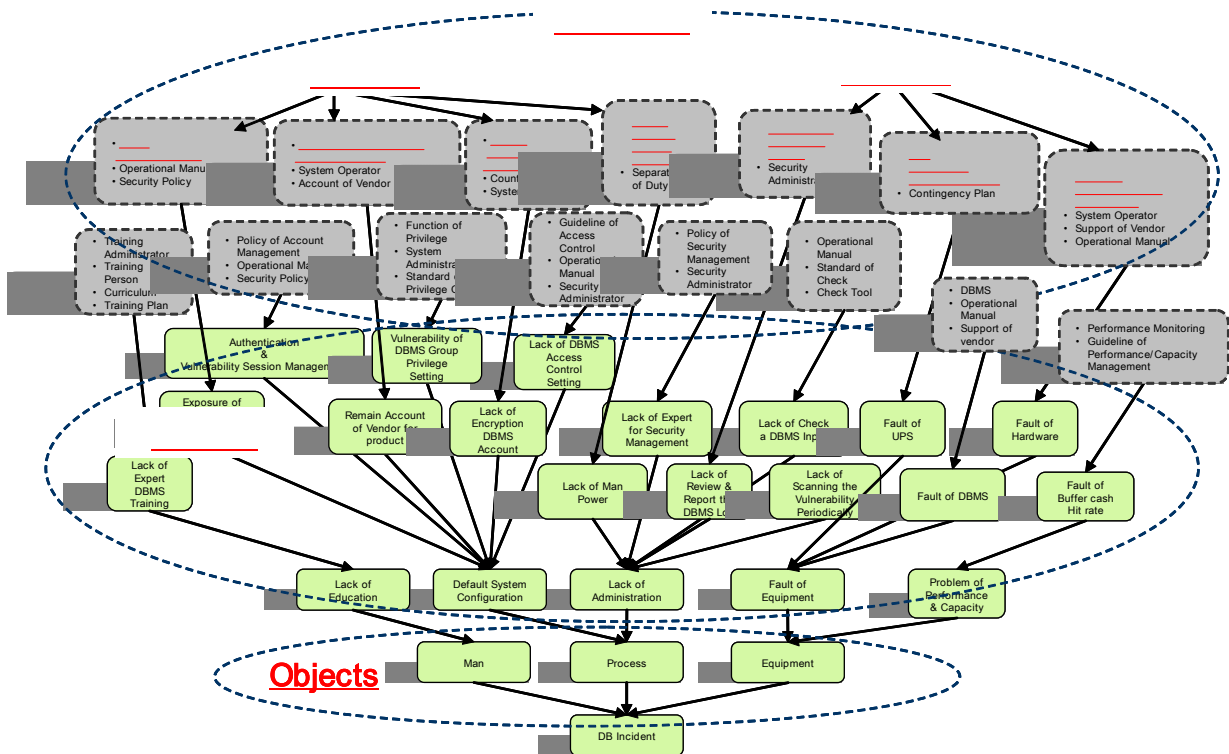 • Operational Manu
• Security Policy
• System Operator
• Account of Vendor
• Count
• System
• Separat
of Duty
• Security
Administra
• Contingency Plan
• System Operator
• Support of Vendor
• Operational Manual
• Training
Administrator
• Training
Person
• Curriculum
• Training Plan
• Policy of Account
Management
• Operational Ma
• Security Policy
• Function of
Privilege
• System
Administra
• Standard o
Privilege C
• Guideline of
Access
Control
• Operational
Manual
• Security
Administrator
• Policy of
Security
Management
• Security
Administrator
• Operational
Manual
• Standard of
Check
• Check Tool
• DBMS
• Operational
Manual
• Support of
vendor
• Performance Monitoring
• Guideline of
Performance/Capacity
Management
Authentication
&
Vulnerability Session Managem
Vulnerability of
DBMS Group
Privilege
Setting
Lack of DBMS
Access
Control
Setting
Exposure of
Remain Account
of Vendor for
product
Lack of
Encryption
DBMS
Account
Lack of Expert
for Security
Management
Lack of Check
a DBMS Inp
Fault of
UPS
Fault of
Hardware
Lack of
Expert
DBMS
Training
Lack of Man
Power
Lack of
Review &
Report th
DBMS Lo
Lack of
Scanning the
Vulnerability
Periodically
Fault of DBMS
Fault of
Buffer cash
Hit rate
Lack of
Education
Default System
Configuration
Lack of
Administration
Fault of
Equipment
Problem of
Performance
& Capacity
Objects
Man
Process
Equipment
DB Incident